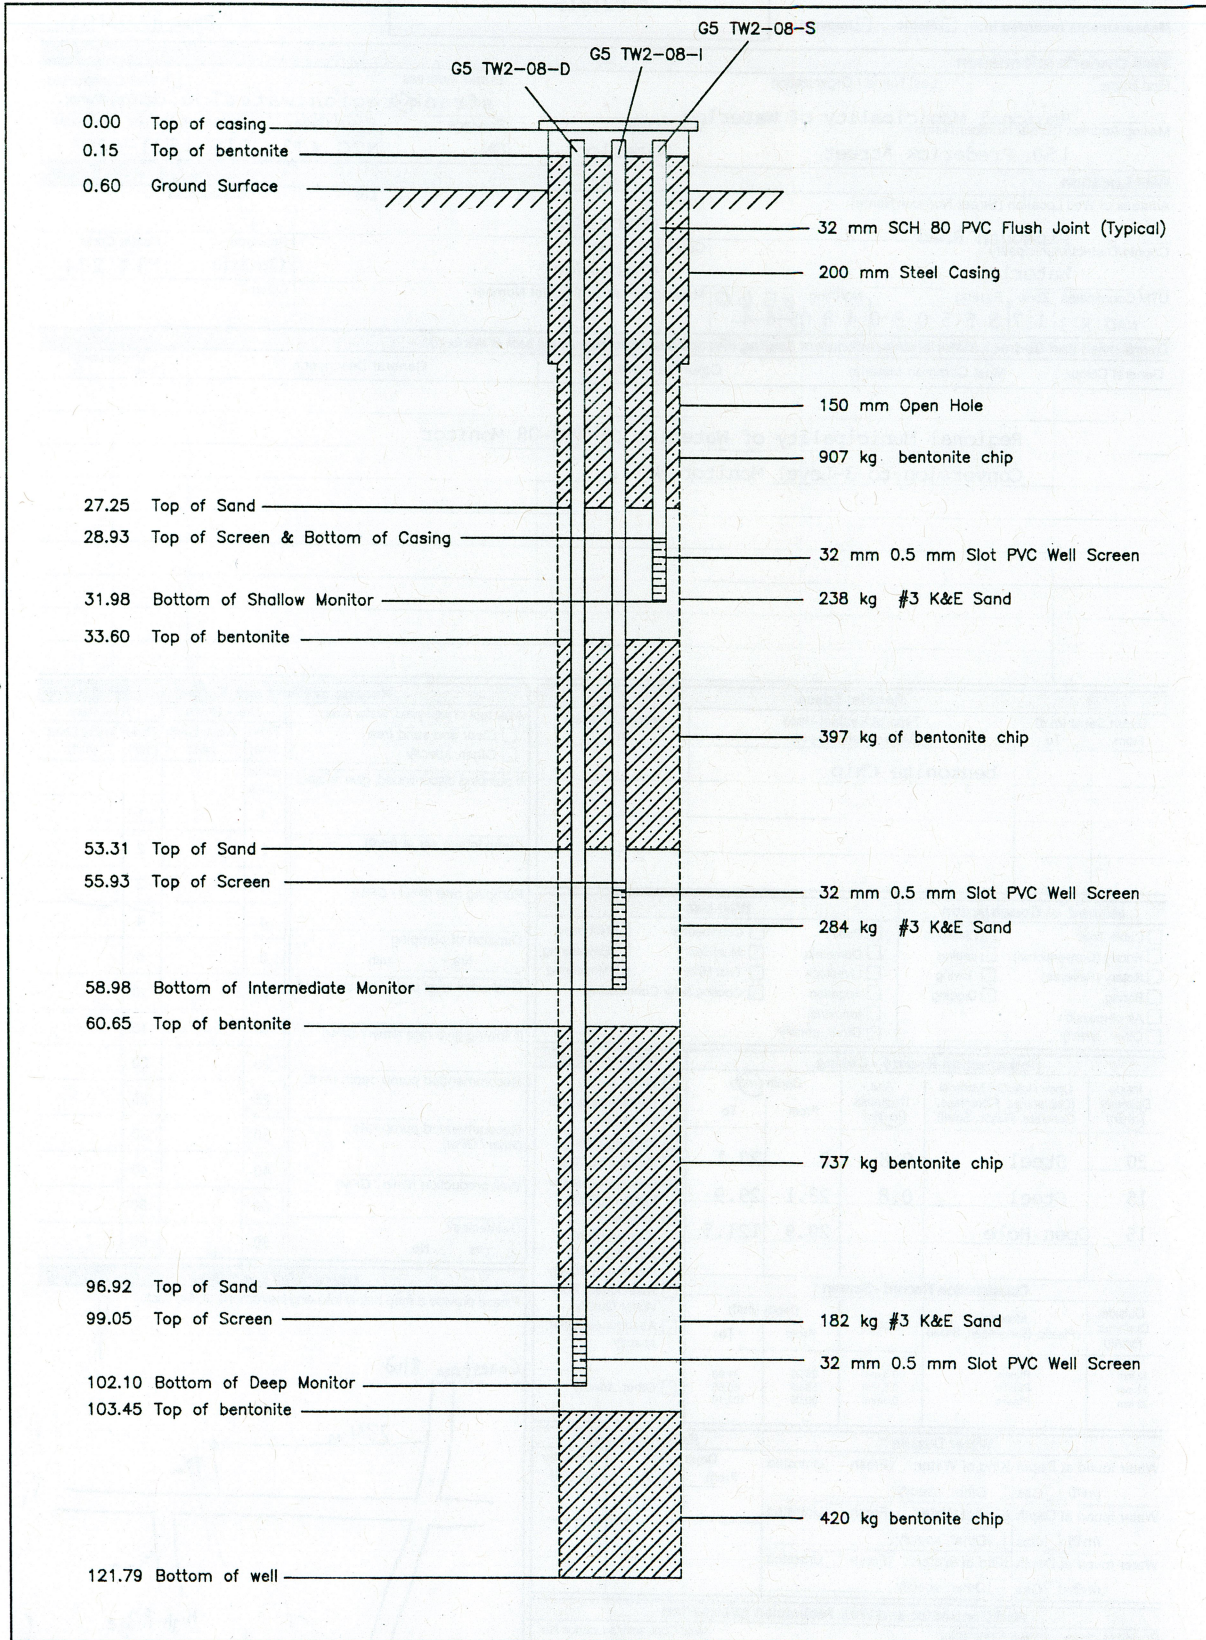 G5 TW2-08-S
G5 TW2-08-I
G5 TW2-08-D
0.00 Top of casing
0.15 Top of bentonite
0.60 Ground Surface
32 mm SCH 80 PVC Flush Joint (Typical)
200 mm Steel Casing
150 mm Open Hole
907 kg bentonite chip
27.25 Top of Sand
28.93 Top of Screen & Bottom of Casing
32 mm 0.5 mm Slot PVC Well Screen
31.98 Bottom of Shallow Monitor
238 kg #3 K&E Sand
33.60 Top of bentonite
397 kg of bentonite chip
53.31 Top of Sand
55.93 Top of Screen
32 mm 0.5 mm Slot PVC Well Screen
284 kg #3 K&E Sand
58.98 Bottom of Intermediate Monitor
60.65 Top of bentonite
737 kg bentonite chip
96.92 Top of Sand
99.05 Top of Screen
182 kg #3 K&E Sand
32 mm 0.5 mm Slot PVC Well Screen
102.10 Bottom of Deep Monitor
103.45 Top of bentonite
420 kg bentonite chip
121.79 Bottom of well